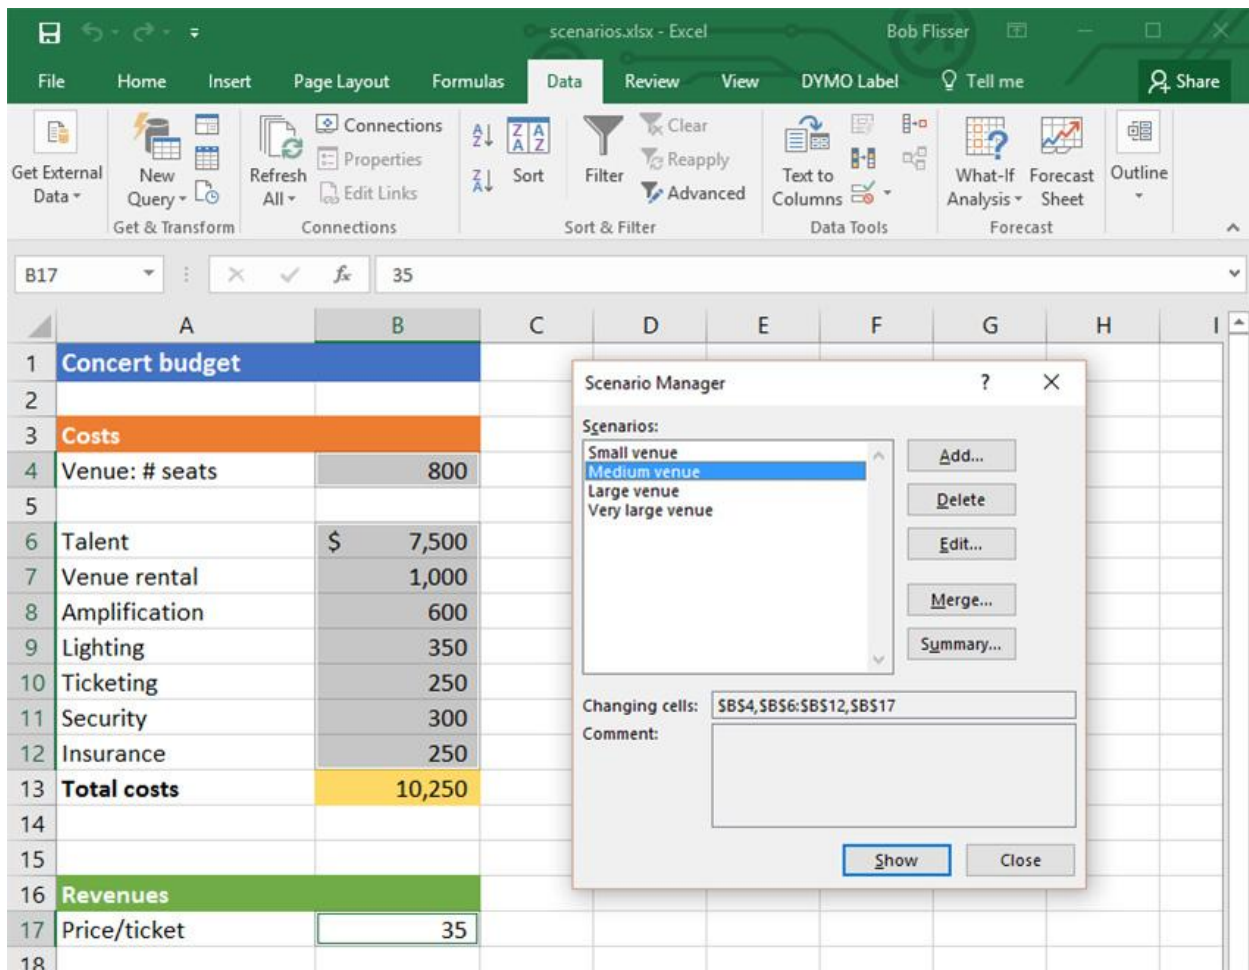 scenarios.xlsx - Excel Bob Flisser
File Home Insert Page Layout Formulas Data Review View DYMO Label Tell me Share
Get External Data
New Query
Get & Transform
Refresh All
Connections
Properties
Edit Links
Connections
Sort
Filter
Clear
Reapply
Advanced
Sort & Filter
Text to Columns
Data Tools
What-If Analysis
Forecast Sheet
Forecast
Outline
B17 fx 35
A B C D E F G H I
1 Concert budget
2
3 Costs
4 Venue: # seats 800
5
6 Talent $ 7,500
7 Venue rental 1,000
8 Amplification 600
9 Lighting 350
10 Ticketing 250
11 Security 300
12 Insurance 250
13 Total costs 10,250
14
15
16 Revenues
17 Price/ticket 35
18
Scenario Manager ?
Scenarios:
Small venue
Medium venue
Large venue
Very large venue
Add...
Delete
Edit...
Merge...
Summary...
Changing cells: $B$4,$B$6:$B$12,$B$17
Comment:
Show Close